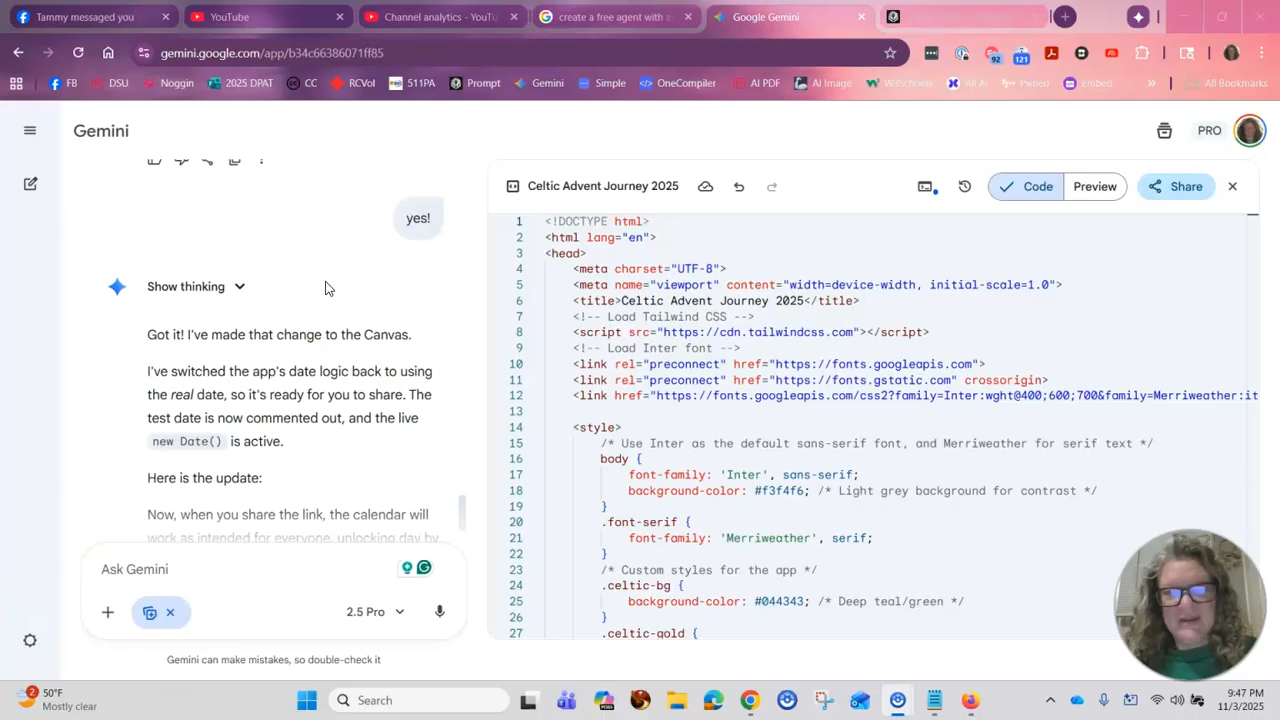 Tammy messaged you
YouTube
Channel analytics - YouTu
create a free agent with a
Google Gemini
gemini.google.com/app/b34c66386071ff85
92
121
FB
DSU
Noggin
2025 DPAT
CC
RCVol
511PA
Prompt
Gemini
Simple
OneCompiler
AI PDF
AI Image
W3Schools
All AI
Pwned
embed
All Bookmarks
Gemini
PRO
yes!
Show thinking
Got it! I've made that change to the Canvas.
I've switched the app's date logic back to using
the real date, so it's ready for you to share. The
test date is now commented out, and the live
new Date() is active.
Here is the update:
Now, when you share the link, the calendar will
work as intended for everyone, unlocking day by
Ask Gemini
2.5 Pro
Gemini can make mistakes, so double-check it
Celtic Advent Journey 2025
Code
Preview
Share
1 <!DOCTYPE html>
2 <html lang="en">
3 <head>
4 <meta charset="UTF-8">
5 <meta name="viewport" content="width=device-width, initial-scale=1.0">
6 <title>Celtic Advent Journey 2025</title>
7 <!-- Load Tailwind CSS -->
8 <script src="https://cdn.tailwindcss.com"></script>
9 <!-- Load Inter font -->
10 <link rel="preconnect" href="https://fonts.googleapis.com">
11 <link rel="preconnect" href="https://fonts.gstatic.com" crossorigin>
12 <link href="https://fonts.googleapis.com/css2?family=Inter:wght@400;600;700&family=Merriweather:it
13
14 <style>
15 /* Use Inter as the default sans-serif font, and Merriweather for serif text */
16 body {
17 font-family: 'Inter', sans-serif;
18 background-color: #f3f4f6; /* Light grey background for contrast */
19 }
20 .font-serif {
21 font-family: 'Merriweather', serif;
22 }
23 /* Custom styles for the app */
24 .celtic-bg {
25 background-color: #044343; /* Deep teal/green */
26 }
27 .celtic-gold {
2
50°F
Mostly clear
Search
9:47 PM
11/3/2025